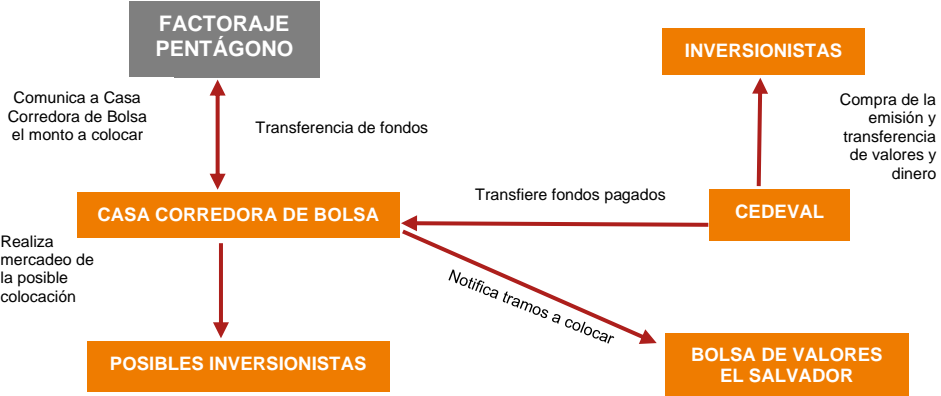 FACTORAJE
PENTÁGONO
INVERSIONISTAS
Comunica a Casa
Corredora de Bolsa
el monto a colocar
Transferencia de fondos
Compra de la
emisión y
transferencia
de valores y
dinero
Transfiere fondos pagados
CASA CORREDORA DE BOLSA
CEDEVAL
Realiza
mercadeo de
la posible
colocación
Notifica tramos a colocar
POSIBLES INVERSIONISTAS
BOLSA DE VALORES
EL SALVADOR